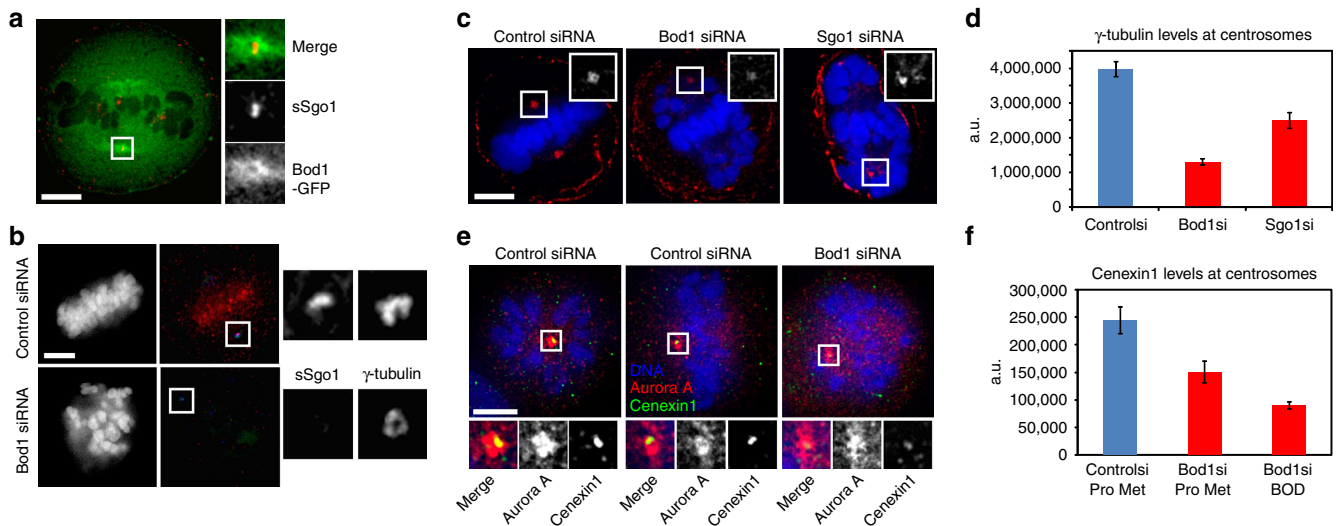 a
Merge
sSgo1
Bod1
-GFP
b
Control siRNA
Bod1 siRNA
sSgo1
γ-tubulin
c
Control siRNA
Bod1 siRNA
Sgo1 siRNA
d
γ-tubulin levels at centrosomes
a.u.
4,000,000
3,000,000
2,000,000
1,000,000
0
Controlsi
Bod1si
Sgo1si
e
Control siRNA
Control siRNA
Bod1 siRNA
DNA
Aurora A
Cenexin1
Merge
Aurora A
Cenexin1
Merge
Aurora A
Cenexin1
Merge
Aurora A
Cenexin1
f
Cenexin1 levels at centrosomes
a.u.
300,000
250,000
200,000
150,000
100,000
50,000
0
Controlsi
Pro Met
Bod1si
Pro Met
Bod1si
BOD